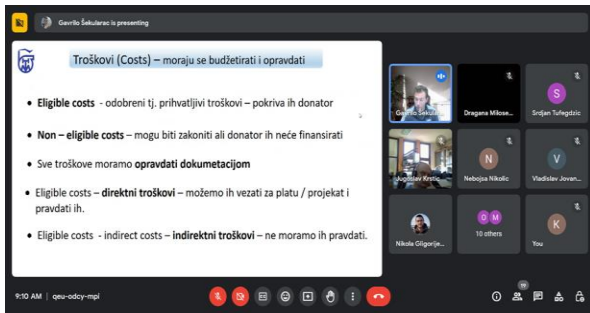 Gavrilo Šekularac is presenting
Troškovi (Costs) – moraju se budžetirati i opravdati
• Eligible costs - odobreni tj. prihvatljivi troškovi – pokriva ih donator
• Non – eligible costs – mogu biti zakoniti ali donator ih neće finansirati
• Sve troškove moramo opravdati dokumetacijom
• Eligible costs – direktni troškovi – možemo ih vezati za platu / projekat i
pravdati ih.
• Eligible costs - indirect costs – indirektni troškovi – ne moramo ih pravdati.
Gavrilo Šekula...
Dragana Milose...
S
Srdjan Tufegdzic
Jugoslav Krstic
N
Nebojsa Nikolic
V
Vladislav Jovan...
Nikola Gligorije...
O M
10 others
K
You
9:10 AM | qeu-odcy-mpi
19